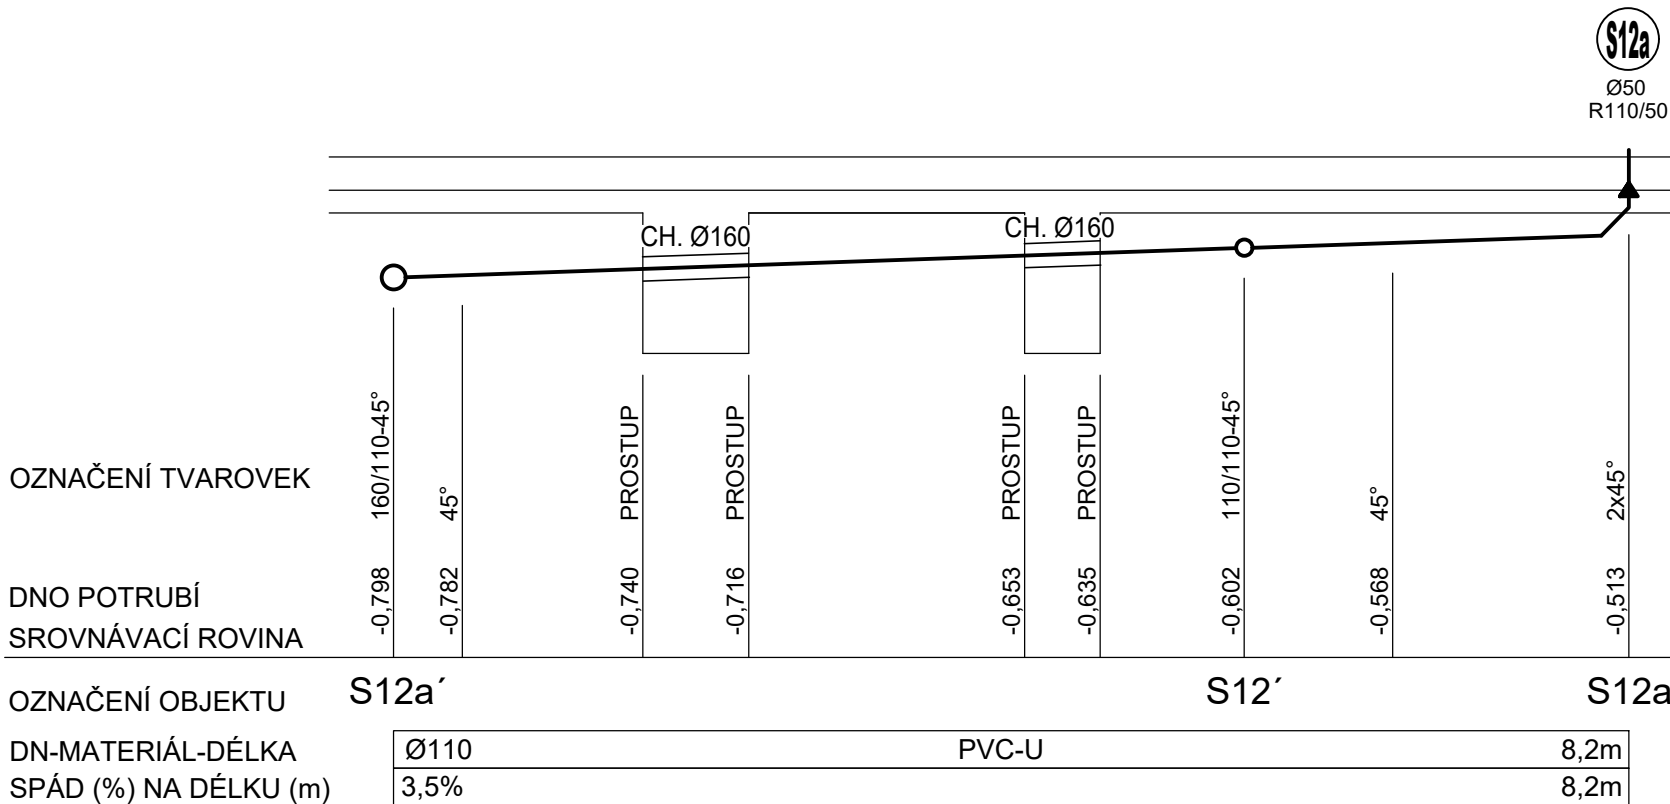 S12a
Ø50
R110/50
CH. Ø160
CH. Ø160
OZNAČENÍ TVAROVEK
160/110-45°
45°
PROSTUP
PROSTUP
PROSTUP
PROSTUP
110/110-45°
45°
2x45°
DNO POTRUBÍ
-0,798
-0,782
-0,740
-0,716
-0,653
-0,635
-0,602
-0,568
-0,513
SROVNÁVACÍ ROVINA
OZNAČENÍ OBJEKTU
S12a´
S12´
S12a
DN-MATERIÁL-DÉLKA
Ø110
PVC-U
8,2m
SPÁD (%) NA DÉLKU (m)
3,5%
8,2m